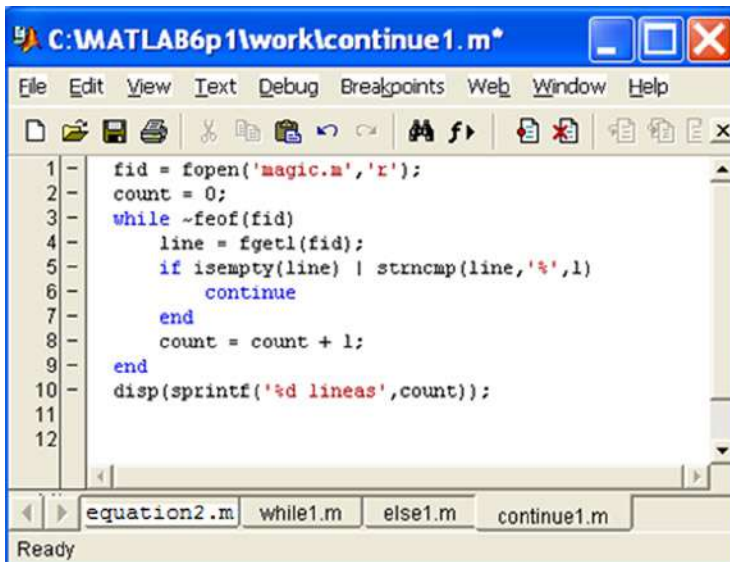 C:\MATLAB6p1\work\continue1.m*
File Edit View Text Debug Breakpoints Web Window Help
1 - fid = fopen('magic.m','r');
2 - count = 0;
3 - while ~feof(fid)
4 - line = fgetl(fid);
5 - if isempty(line) | strncmp(line,'%',1)
6 - continue
7 - end
8 - count = count + 1;
9 - end
10 - disp(sprintf('%d lineas',count));
11
12
equation2.m while1.m else1.m continue1.m
Ready